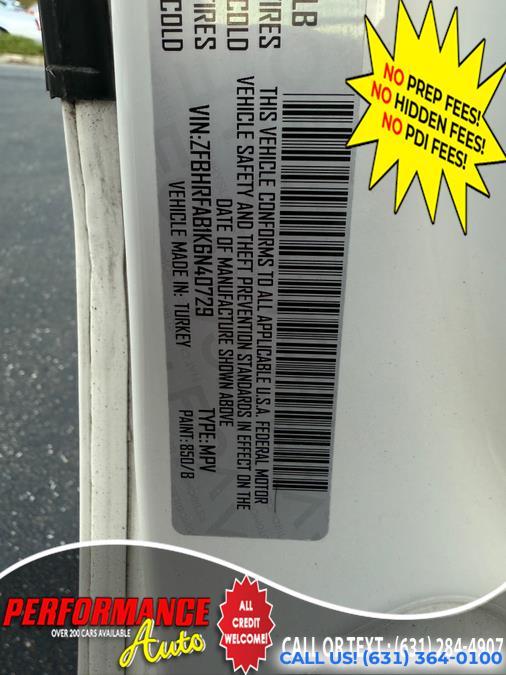 LB
IRES
COLD
IRES
COLD
THIS VEHICLE CONFORMS TO ALL APPLICABLE U.S.A. FEDERAL MOTOR
VEHICLE SAFETY AND THEFT PREVENTION STANDARDS IN EFFECT ON THE
DATE OF MANUFACTURE SHOWN ABOVE
VIN:ZFBHRFAB1K6N40729 TYPE:MPV
VEHICLE MADE IN: TURKEY PAINT:850/B
NO PREP FEES!
NO HIDDEN FEES!
NO PDI FEES!
PERFORMANCE
OVER 200 CARS AVAILABLE
Auto
ALL
CREDIT
WELCOME!
CALL OR TEXT : (631) 284-4907
CALL US! (631) 364-0100